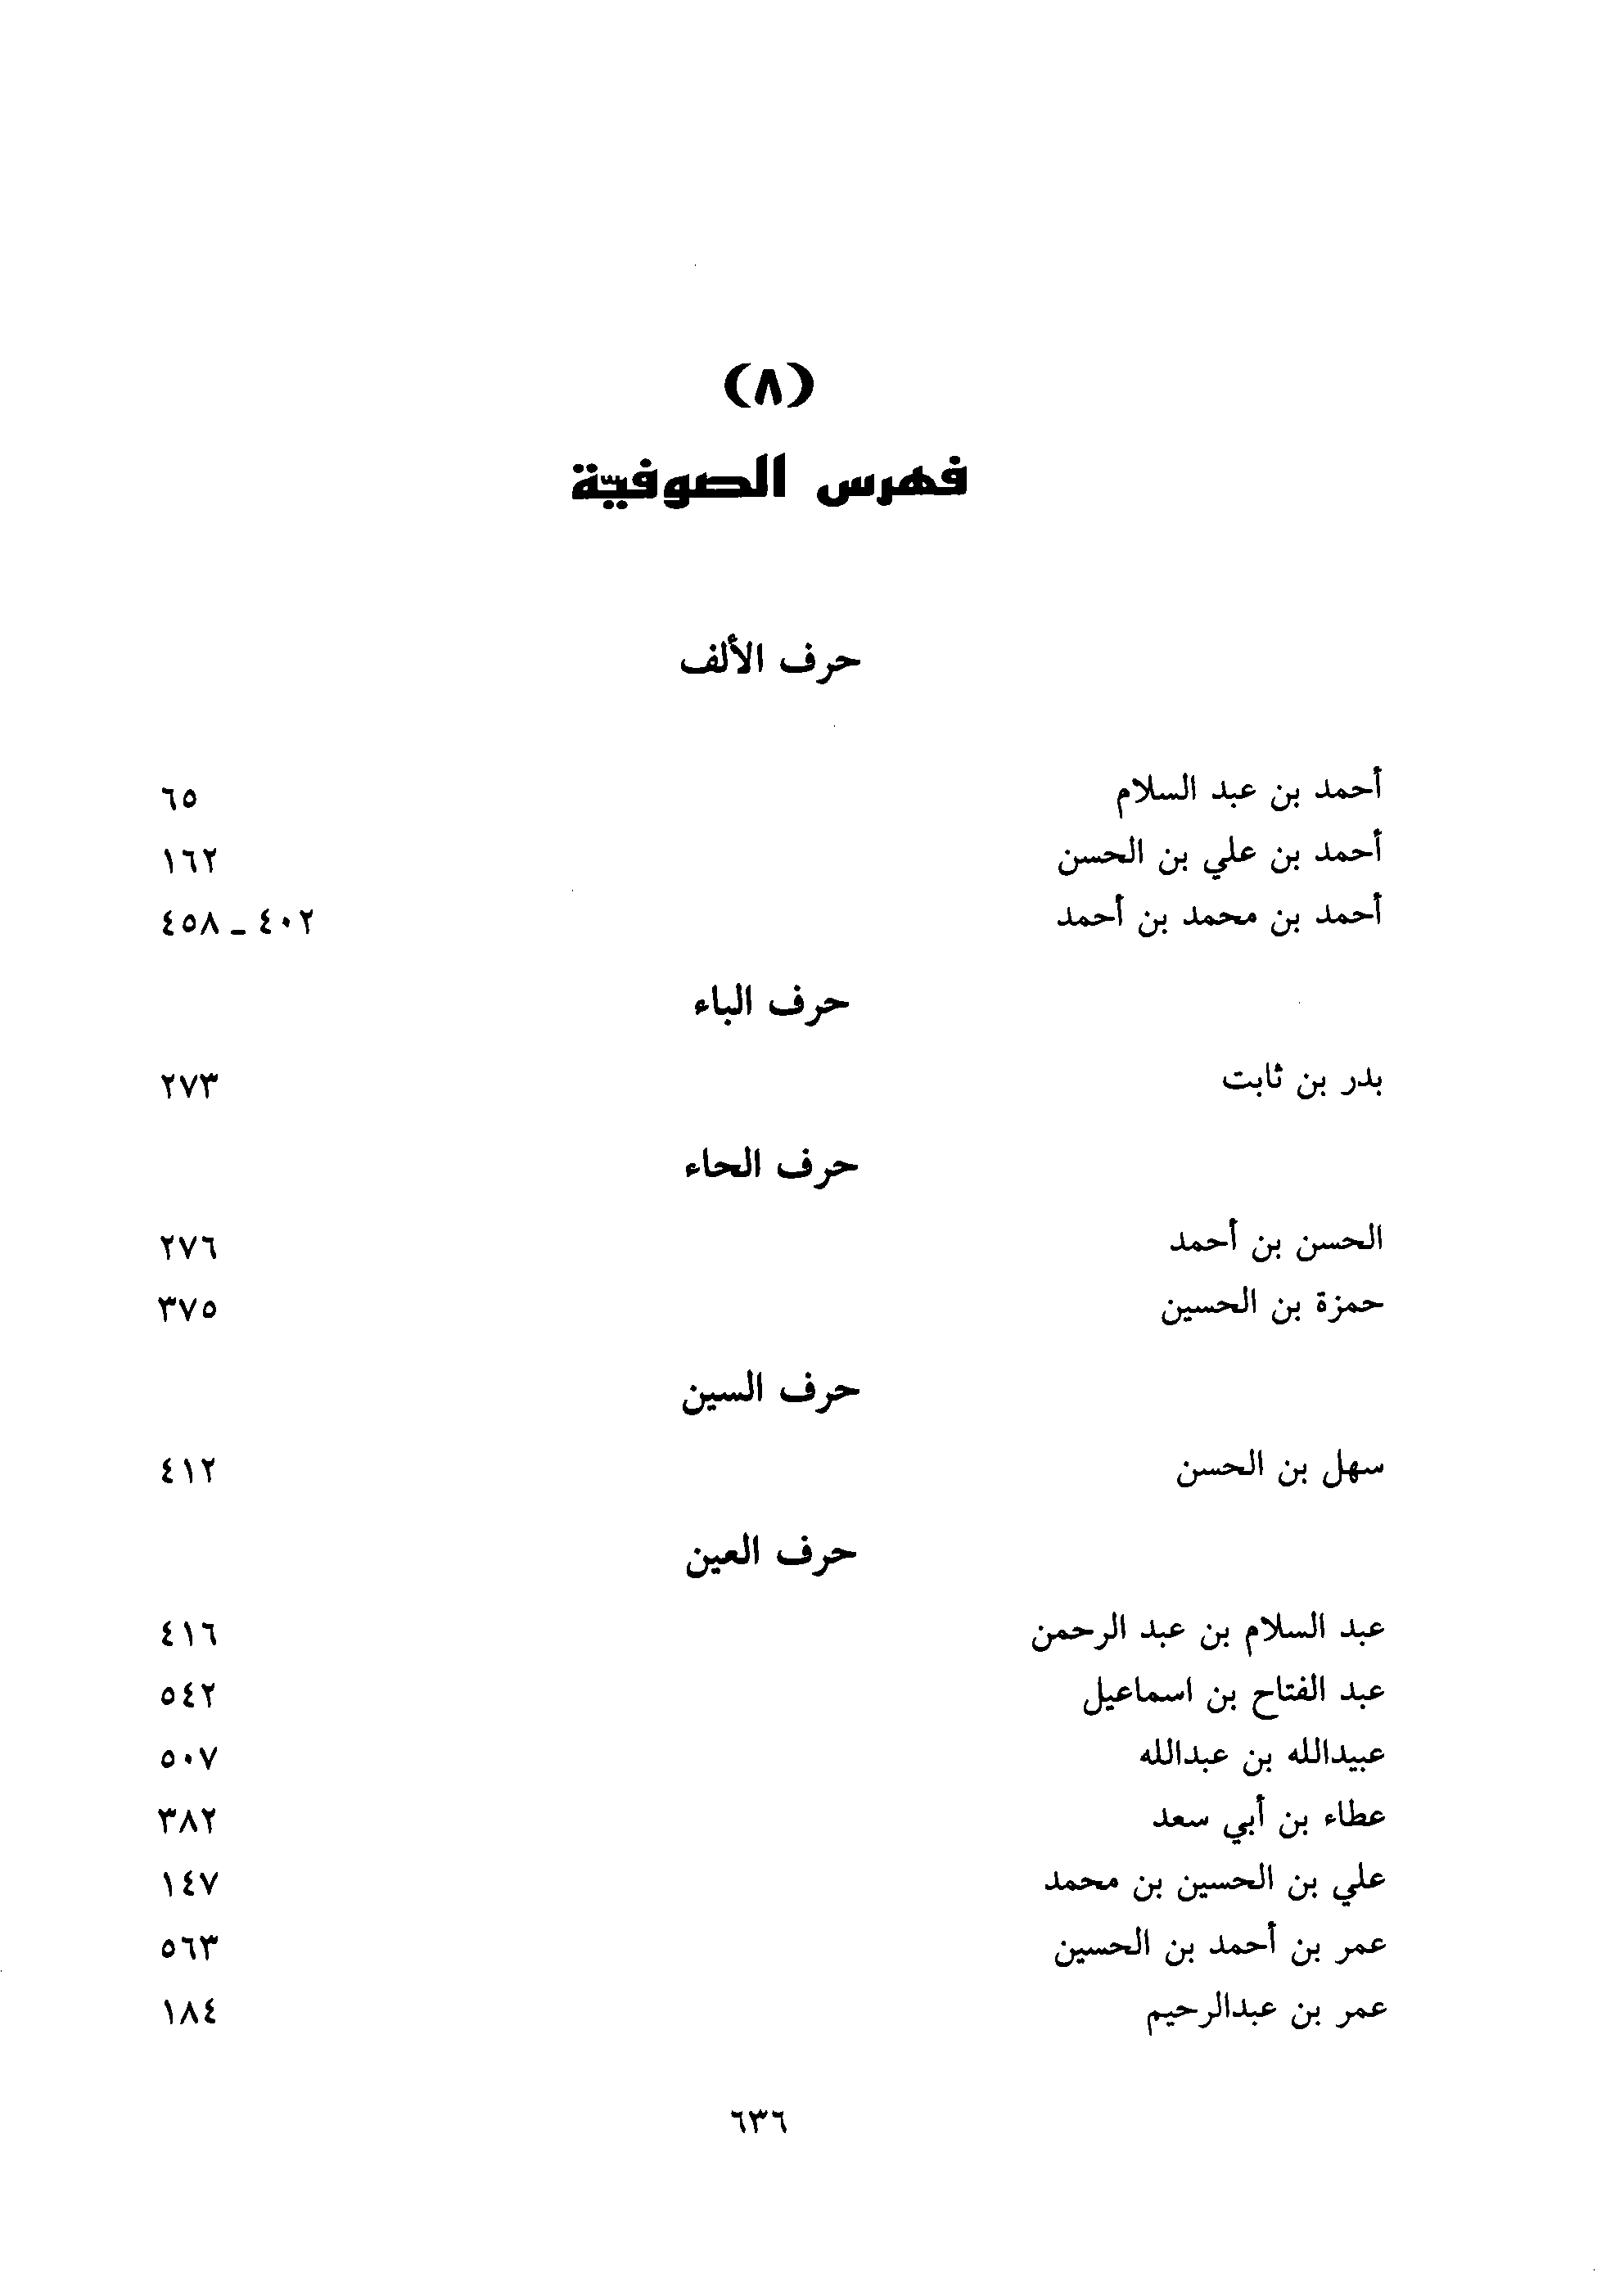 (٨)
فهرس الصوفيّة
حرف الألف
أحمد بن عبد السلام ٦٥
أحمد بن علي بن الحسن ١٦٢
أحمد بن محمد بن أحمد ٤٠٢ ـ ٤٥٨
حرف الباء
بدر بن ثابت ٢٧٣
حرف الحاء
الحسن بن أحمد ٢٧٦
حمزة بن الحسين ٣٧٥
حرف السين
سهل بن الحسن ٤١٢
حرف العين
عبد السلام بن عبد الرحمن ٤١٦
عبد الفتاح بن اسماعيل ٥٤٢
عبيدالله بن عبدالله ٥٠٧
عطاء بن أبي سعد ٣٨٢
علي بن الحسين بن محمد ١٤٧
عمر بن أحمد بن الحسين ٥٦٣
عمر بن عبدالرحيم ١٨٤
٦٣٦